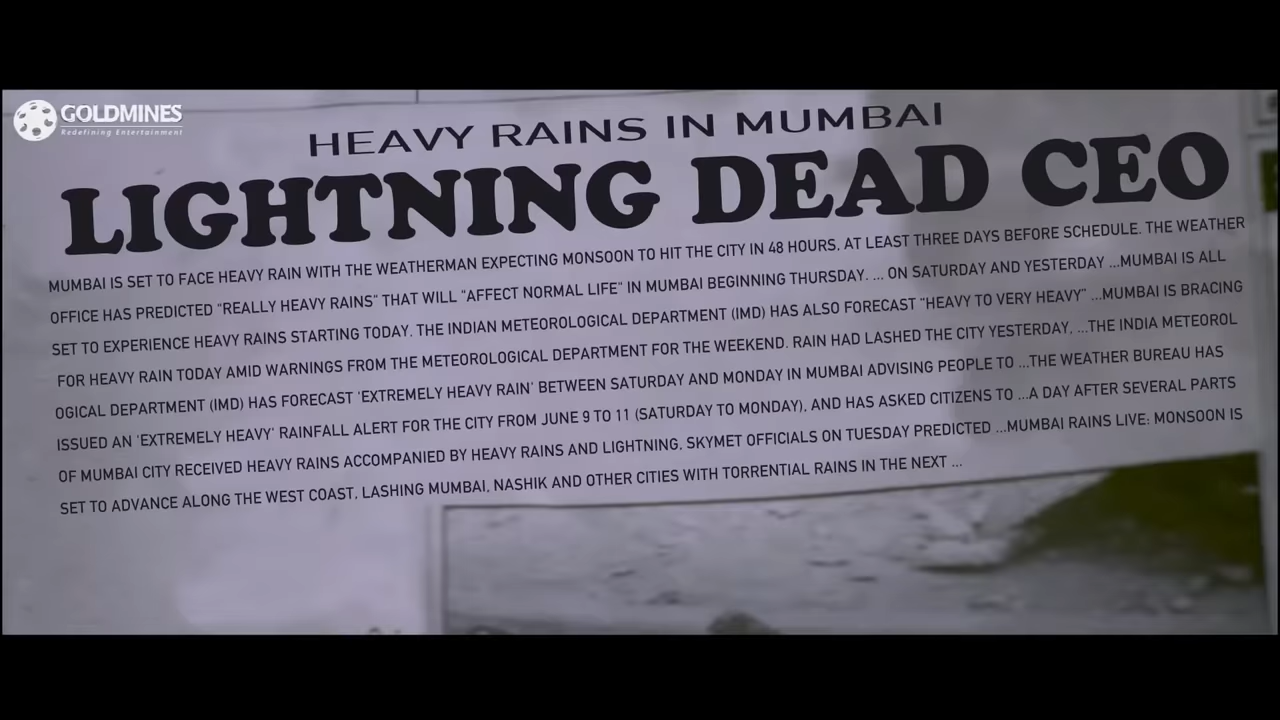 GOLDMINES
Redefining Entertainment
HEAVY RAINS IN MUMBAI
LIGHTNING DEAD CEO
MUMBAI IS SET TO FACE HEAVY RAIN WITH THE WEATHERMAN EXPECTING MONSOON TO HIT THE CITY IN 48 HOURS, AT LEAST THREE DAYS BEFORE SCHEDULE. THE WEATHER
OFFICE HAS PREDICTED "REALLY HEAVY RAINS" THAT WILL "AFFECT NORMAL LIFE" IN MUMBAI BEGINNING THURSDAY. ... ON SATURDAY AND YESTERDAY ...MUMBAI IS ALL
SET TO EXPERIENCE HEAVY RAINS STARTING TODAY. THE INDIAN METEOROLOGICAL DEPARTMENT (IMD) HAS ALSO FORECAST "HEAVY TO VERY HEAVY" ...MUMBAI IS BRACING
FOR HEAVY RAIN TODAY AMID WARNINGS FROM THE METEOROLOGICAL DEPARTMENT FOR THE WEEKEND. RAIN HAD LASHED THE CITY YESTERDAY, ...THE INDIA METEOROL
OGICAL DEPARTMENT (IMD) HAS FORECAST 'EXTREMELY HEAVY RAIN' BETWEEN SATURDAY AND MONDAY IN MUMBAI ADVISING PEOPLE TO ...THE WEATHER BUREAU HAS
ISSUED AN 'EXTREMELY HEAVY' RAINFALL ALERT FOR THE CITY FROM JUNE 9 TO 11 (SATURDAY TO MONDAY), AND HAS ASKED CITIZENS TO ...A DAY AFTER SEVERAL PARTS
OF MUMBAI CITY RECEIVED HEAVY RAINS ACCOMPANIED BY HEAVY RAINS AND LIGHTNING, SKYMET OFFICIALS ON TUESDAY PREDICTED ...MUMBAI RAINS LIVE: MONSOON IS
SET TO ADVANCE ALONG THE WEST COAST, LASHING MUMBAI, NASHIK AND OTHER CITIES WITH TORRENTIAL RAINS IN THE NEXT ...